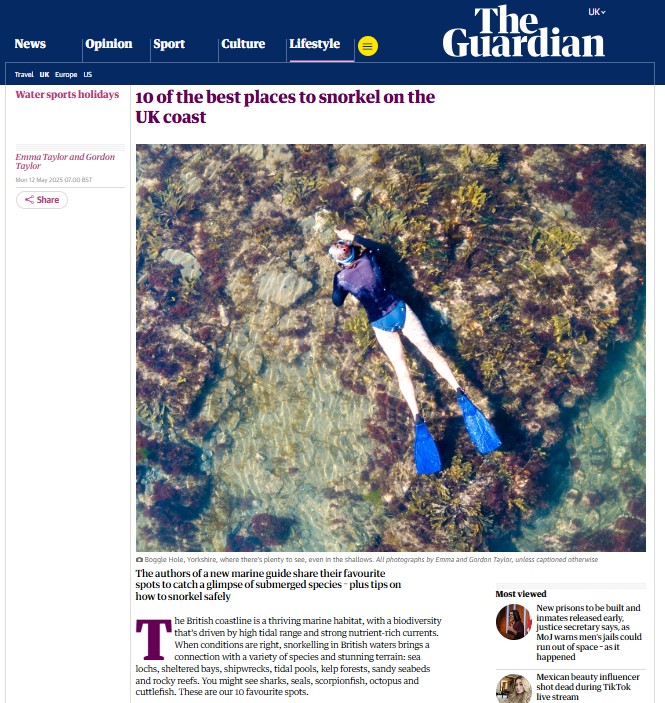 The
Guardian
UK
News
Opinion
Sport
Culture
Lifestyle
Travel UK Europe US
Water sports holidays
10 of the best places to snorkel on the
UK coast
Emma Taylor and Gordon
Taylor
Mon 12 May 2025 07.00 BST
Share
Boggle Hole, Yorkshire, where there's plenty to see, even in the shallows. All photographs by Emma and Gordon Taylor, unless captioned otherwise
The authors of a new marine guide share their favourite
spots to catch a glimpse of submerged species – plus tips on
how to snorkel safely
The British coastline is a thriving marine habitat, with a biodiversity
that's driven by high tidal range and strong nutrient-rich currents.
When conditions are right, snorkelling in British waters brings a
connection with a variety of species and stunning terrain: sea
lochs, sheltered bays, shipwrecks, tidal pools, kelp forests, sandy seabeds
and rocky reefs. You might see sharks, seals, scorpionfish, octopus and
cuttlefish. These are our 10 favourite spots.
Most viewed
New prisons to be built and
inmates released early,
justice secretary says, as
MoJ warns men's jails could
run out of space – as it
happened
Mexican beauty influencer
shot dead during TikTok
live stream